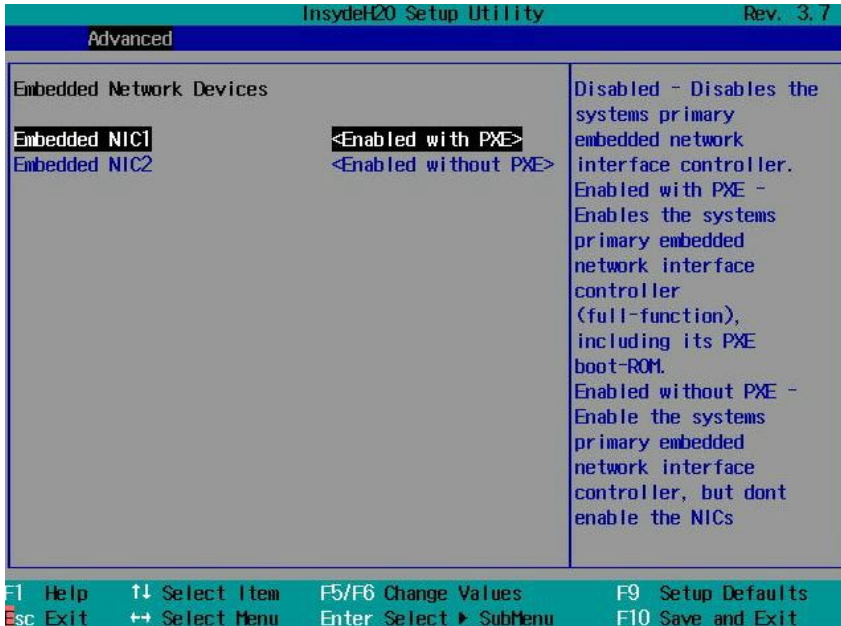 InsydeH20 Setup Utility Rev. 3.7
Advanced
Embedded Network Devices
Embedded NIC1 <Enabled with PXE>
Embedded NIC2 <Enabled without PXE>
Disabled - Disables the
systems primary
embedded network
interface controller.
Enabled with PXE -
Enables the systems
primary embedded
network interface
controller
(full-function),
including its PXE
boot-ROM.
Enabled without PXE -
Enable the systems
primary embedded
network interface
controller, but dont
enable the NICs
F1 Help ↑↓ Select Item F5/F6 Change Values F9 Setup Defaults
Esc Exit ↔ Select Menu Enter Select ▶ SubMenu F10 Save and Exit